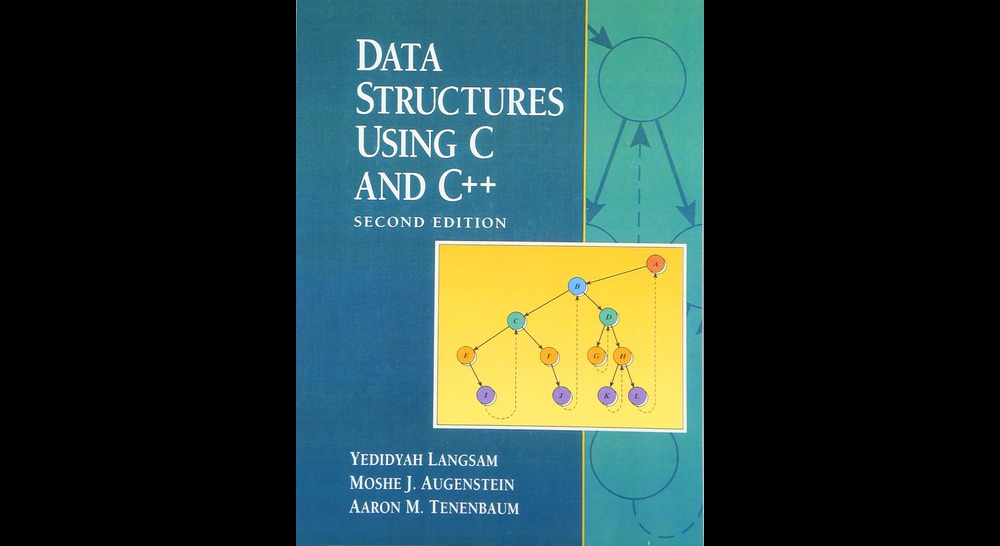 DATA
STRUCTURES
USING C
AND C++
SECOND EDITION
A
B
C
D
E
F
G
H
I
J
K
L
YEDIDYAH LANGSAM
MOSHE J. AUGENSTEIN
AARON M. TENENBAUM